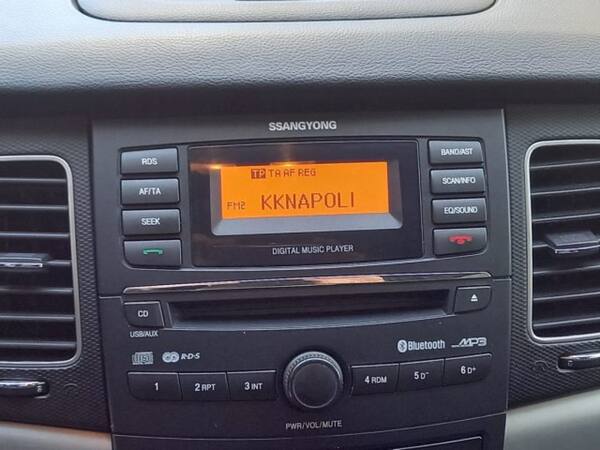 SSANGYONG
RDS
AF/TA
SEEK
TP TA AF REG
FM2 KKNAPOLI
DIGITAL MUSIC PLAYER
BAND/AST
SCAN/INFO
EQ/SOUND
CD
USB/AUX
R·D·S
Bluetooth
MP3
1
2 RPT
3 INT
4 RDM
5 D-
6 D+
PWR/VOL/MUTE